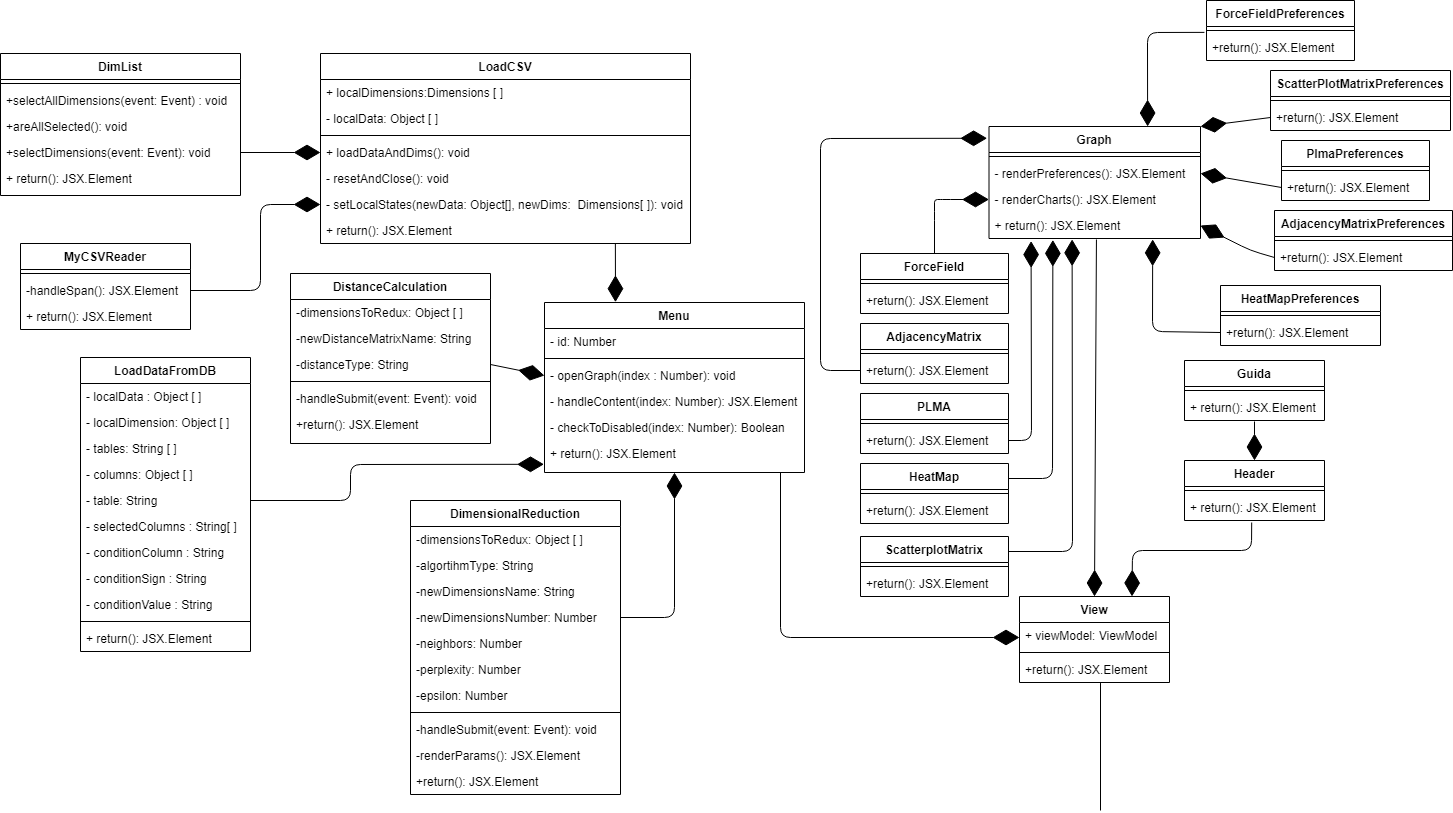 ForceFieldPreferences
+return(): JSX.Element
DimList
+selectAllDimensions(event: Event) : void
+areAllSelected(): void
+selectDimensions(event: Event): void
+ return(): JSX.Element
LoadCSV
+ localDimensions:Dimensions [ ]
- localData: Object [ ]
+ loadDataAndDims(): void
- resetAndClose(): void
- setLocalStates(newData: Object[], newDims:  Dimensions[ ]): void
+ return(): JSX.Element
ScatterPlotMatrixPreferences
+return(): JSX.Element
Graph
- renderPreferences(): JSX.Element
- renderCharts(): JSX.Element
+ return(): JSX.Element
PlmaPreferences
+return(): JSX.Element
AdjacencyMatrixPreferences
+return(): JSX.Element
MyCSVReader
-handleSpan(): JSX.Element
+ return(): JSX.Element
DistanceCalculation
-dimensionsToRedux: Object [ ]
-newDistanceMatrixName: String
-distanceType: String
-handleSubmit(event: Event): void
+return(): JSX.Element
ForceField
+return(): JSX.Element
HeatMapPreferences
+return(): JSX.Element
Menu
- id: Number
- openGraph(index : Number): void
- handleContent(index: Number): JSX.Element
- checkToDisabled(index: Number): Boolean
+ return(): JSX.Element
AdjacencyMatrix
+return(): JSX.Element
LoadDataFromDB
- localData : Object [ ]
- localDimension: Object [ ]
- tables: String [ ]
- columns: Object [ ]
- table: String
- selectedColumns : String[ ]
- conditionColumn : String
- conditionSign : String
- conditionValue : String
+ return(): JSX.Element
Guida
+ return(): JSX.Element
PLMA
+return(): JSX.Element
HeatMap
+return(): JSX.Element
Header
+ return(): JSX.Element
DimensionalReduction
-dimensionsToRedux: Object [ ]
-algortihmType: String
-newDimensionsName: String
-newDimensionsNumber: Number
-neighbors: Number
-perplexity: Number
-epsilon: Number
-handleSubmit(event: Event): void
-renderParams(): JSX.Element
+return(): JSX.Element
ScatterplotMatrix
+return(): JSX.Element
View
+ viewModel: ViewModel
+return(): JSX.Element